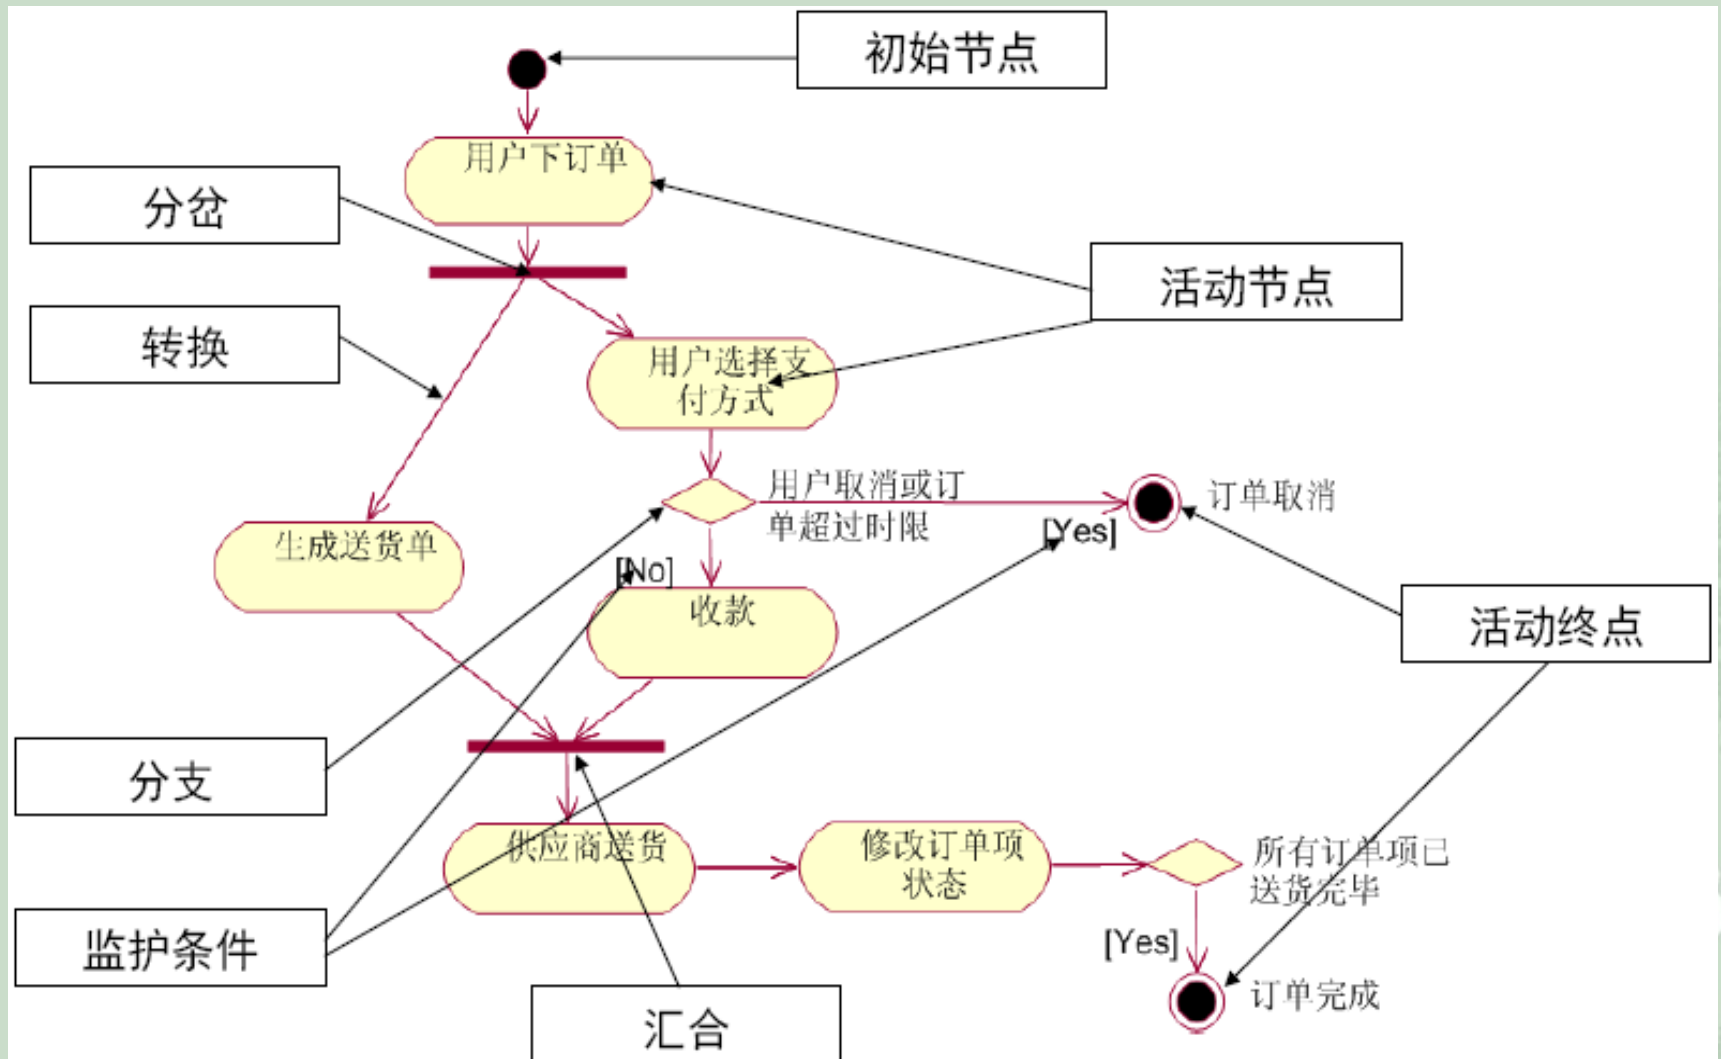 初始节点
用户下订单
分岔
活动节点
转换
用户选择支
付方式
用户取消或订
单超过时限
订单取消
[Yes]
生成送货单
[No]
收款
活动终点
分支
供应商送货
修改订单项
状态
所有订单项已
送货完毕
监护条件
[Yes]
订单完成
汇合